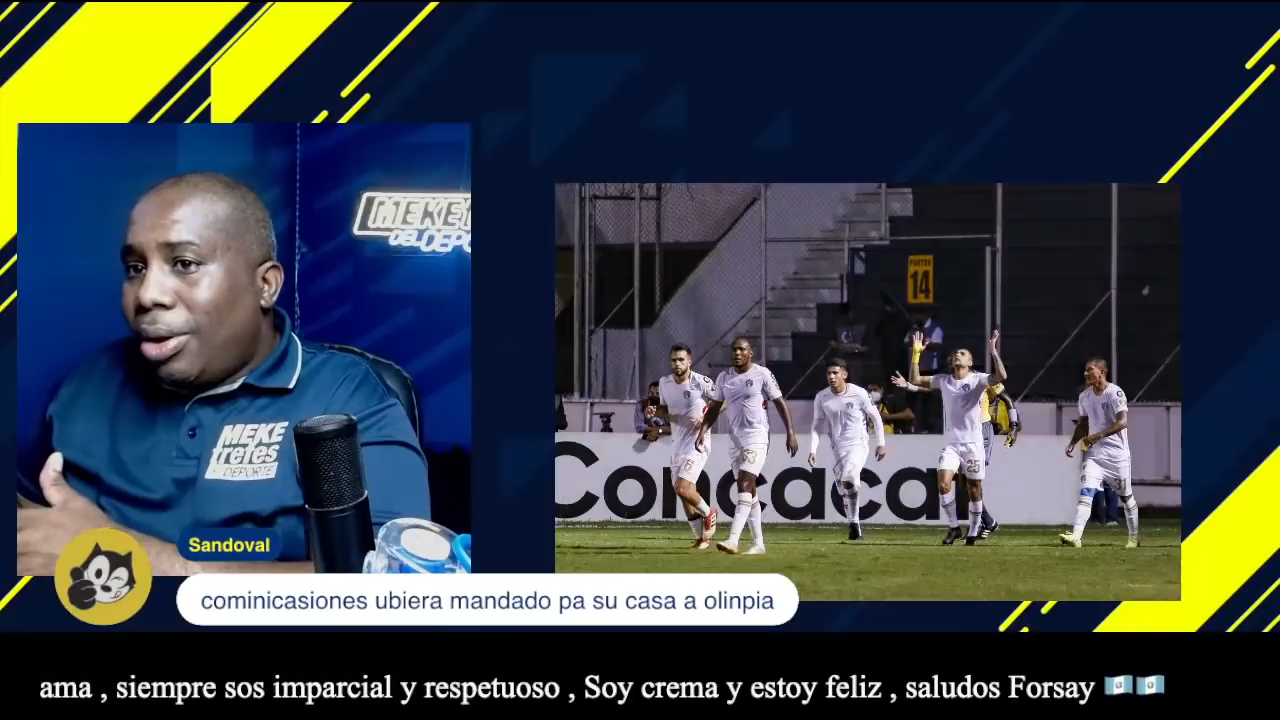 MEKE
DEL DEPO
MEKE
tretes
DEPORTE
PORTON
14
Concacaf
25
Sandoval
cominicasiones ubiera mandado pa su casa a olinpia
ama , siempre sos imparcial y respetuoso , Soy crema y estoy feliz , saludos Forsay 🇬🇹🇬🇹